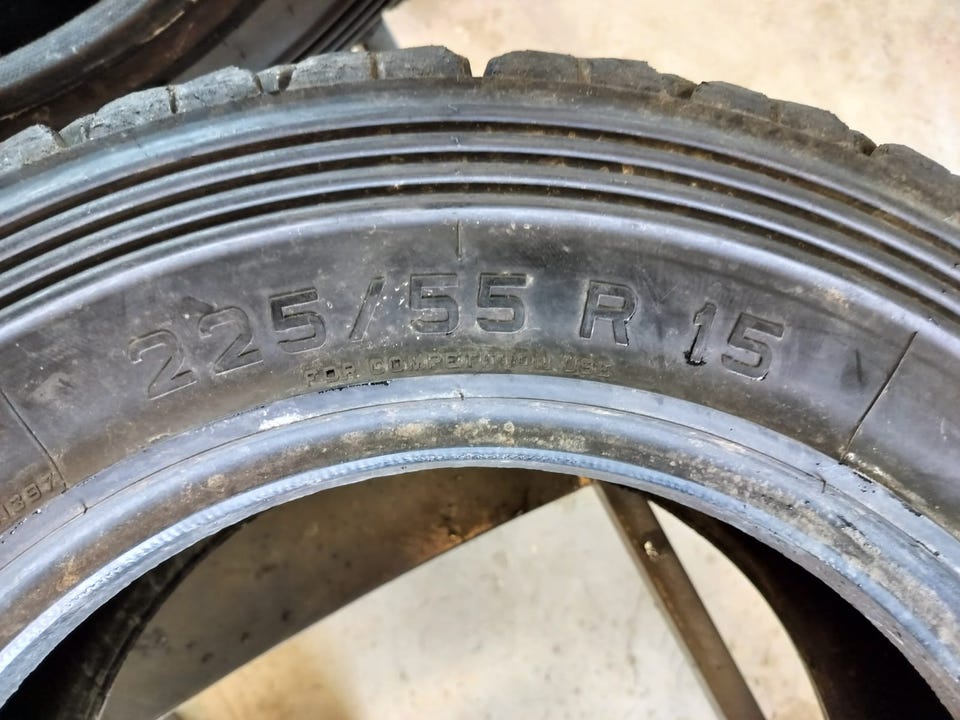 225/55 R 15
FOR COMPETITION USE